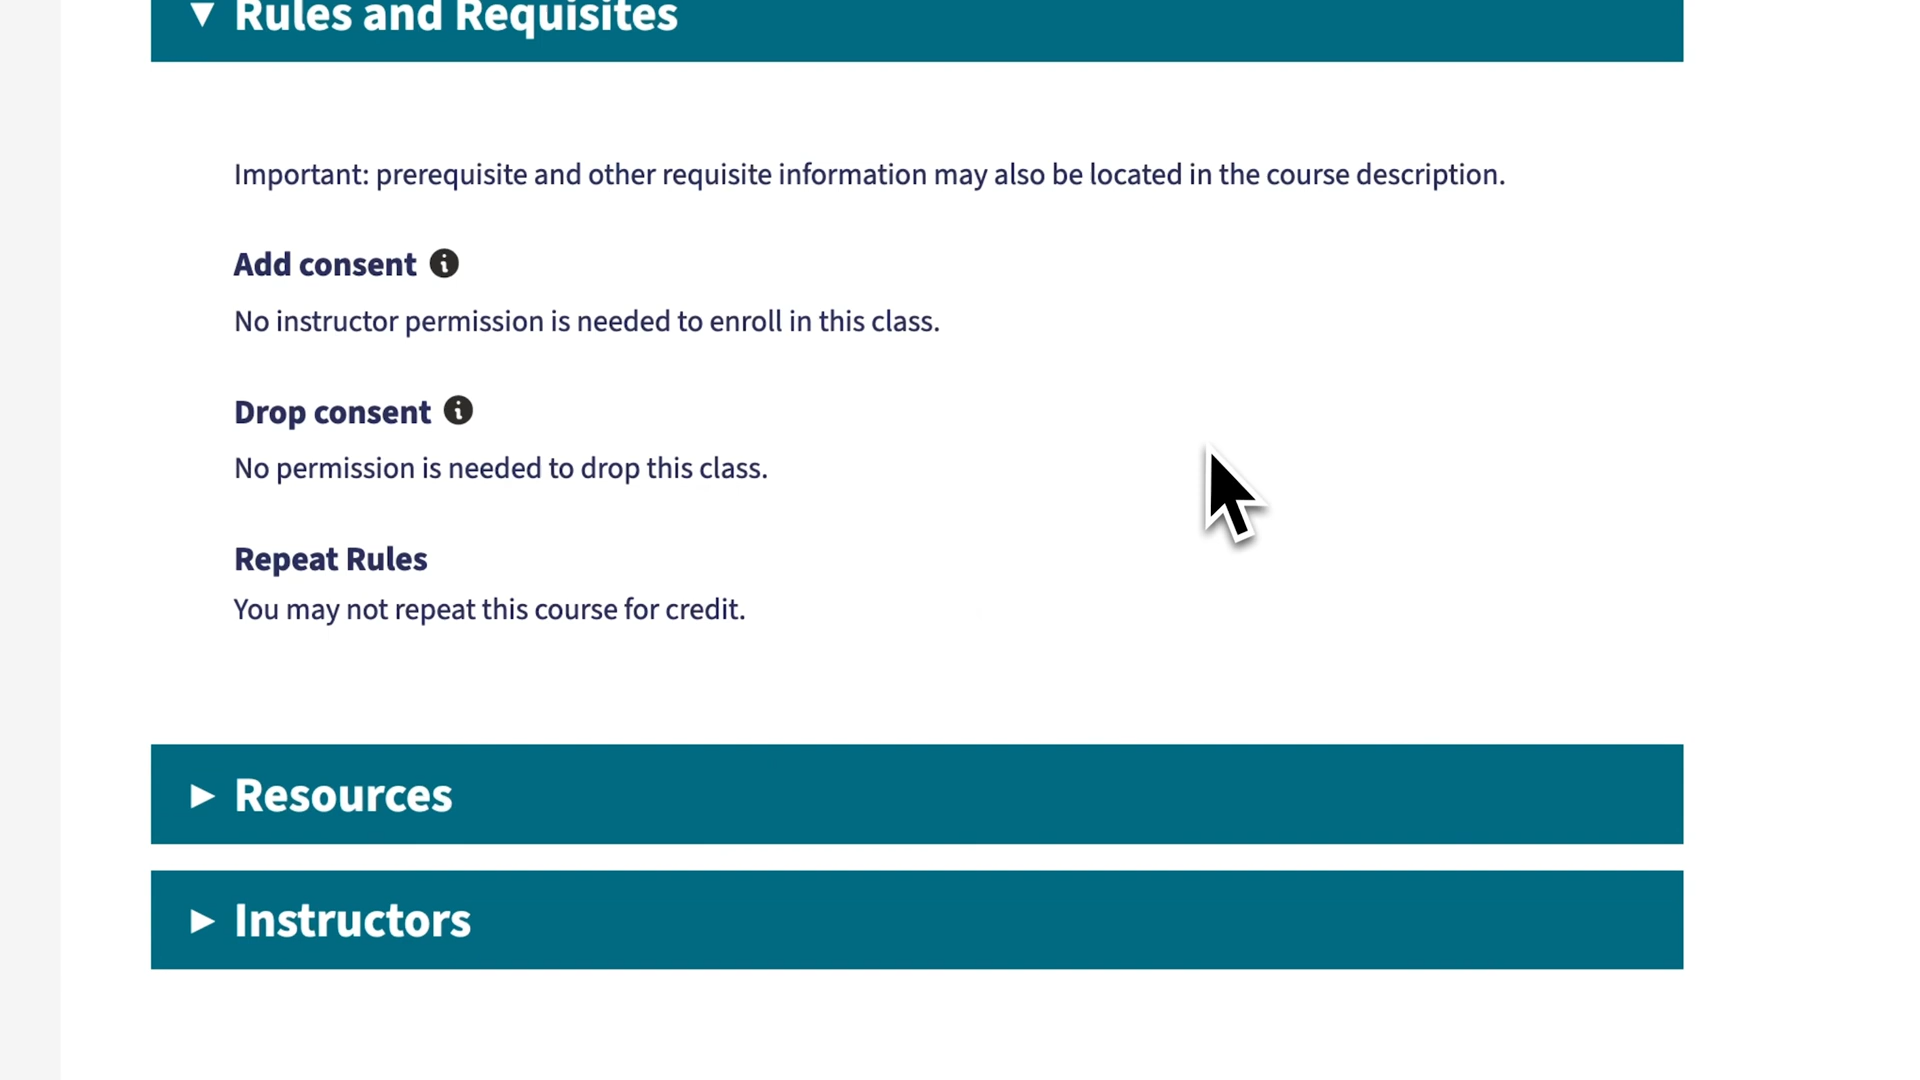 Rules and Requisites
Important: prerequisite and other requisite information may also be located in the course description.
Add consent
No instructor permission is needed to enroll in this class.
Drop consent
No permission is needed to drop this class.
Repeat Rules
You may not repeat this course for credit.
Resources
Instructors